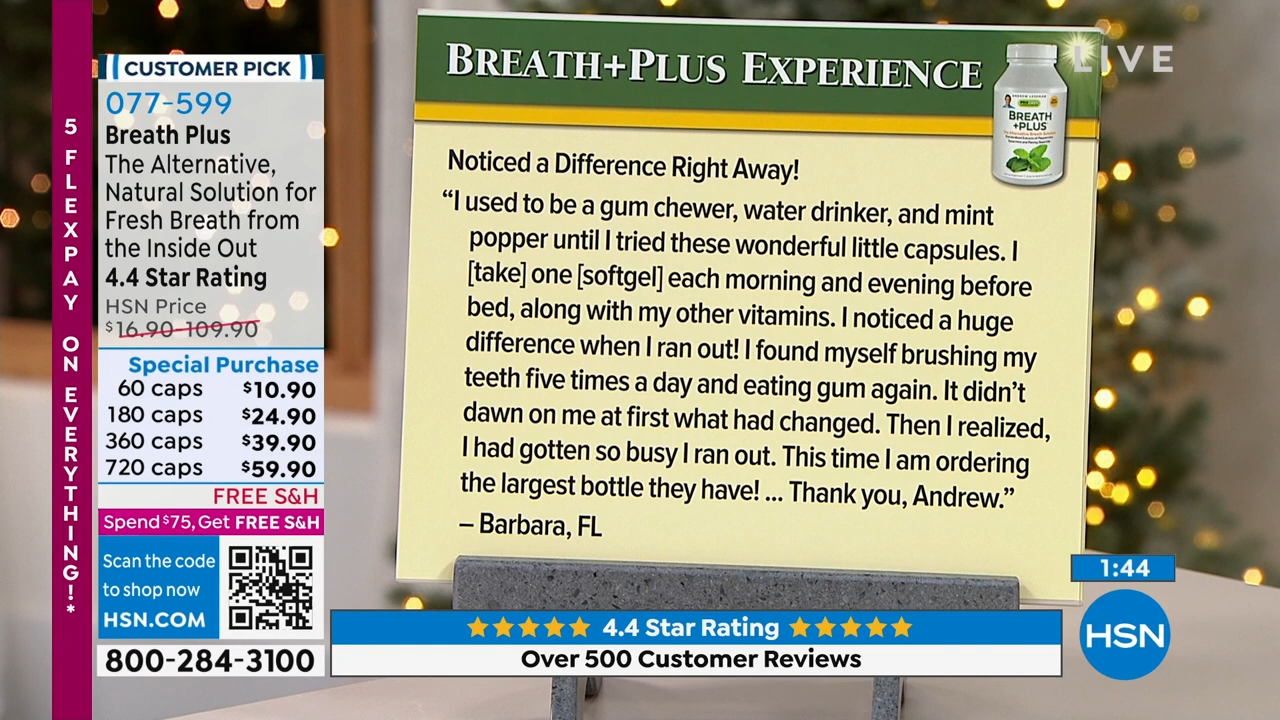 5 FLEXPAY ON EVERYTHING!*
CUSTOMER PICK
077-599
Breath Plus
The Alternative,
Natural Solution for
Fresh Breath from
the Inside Out
4.4 Star Rating
HSN Price
$16.90-109.90
Special Purchase
60 caps $10.90
180 caps $24.90
360 caps $39.90
720 caps $59.90
FREE S&H
Spend $75, Get FREE S&H
Scan the code
to shop now
HSN.COM
800-284-3100
BREATH+PLUS EXPERIENCE
LIVE
BREATH
+PLUS
Noticed a Difference Right Away!
“I used to be a gum chewer, water drinker, and mint
popper until I tried these wonderful little capsules. I
[take] one [softgel] each morning and evening before
bed, along with my other vitamins. I noticed a huge
difference when I ran out! I found myself brushing my
teeth five times a day and eating gum again. It didn’t
dawn on me at first what had changed. Then I realized,
I had gotten so busy I ran out. This time I am ordering
the largest bottle they have! ... Thank you, Andrew.”
– Barbara, FL
1:44
HSN
4.4 Star Rating
Over 500 Customer Reviews